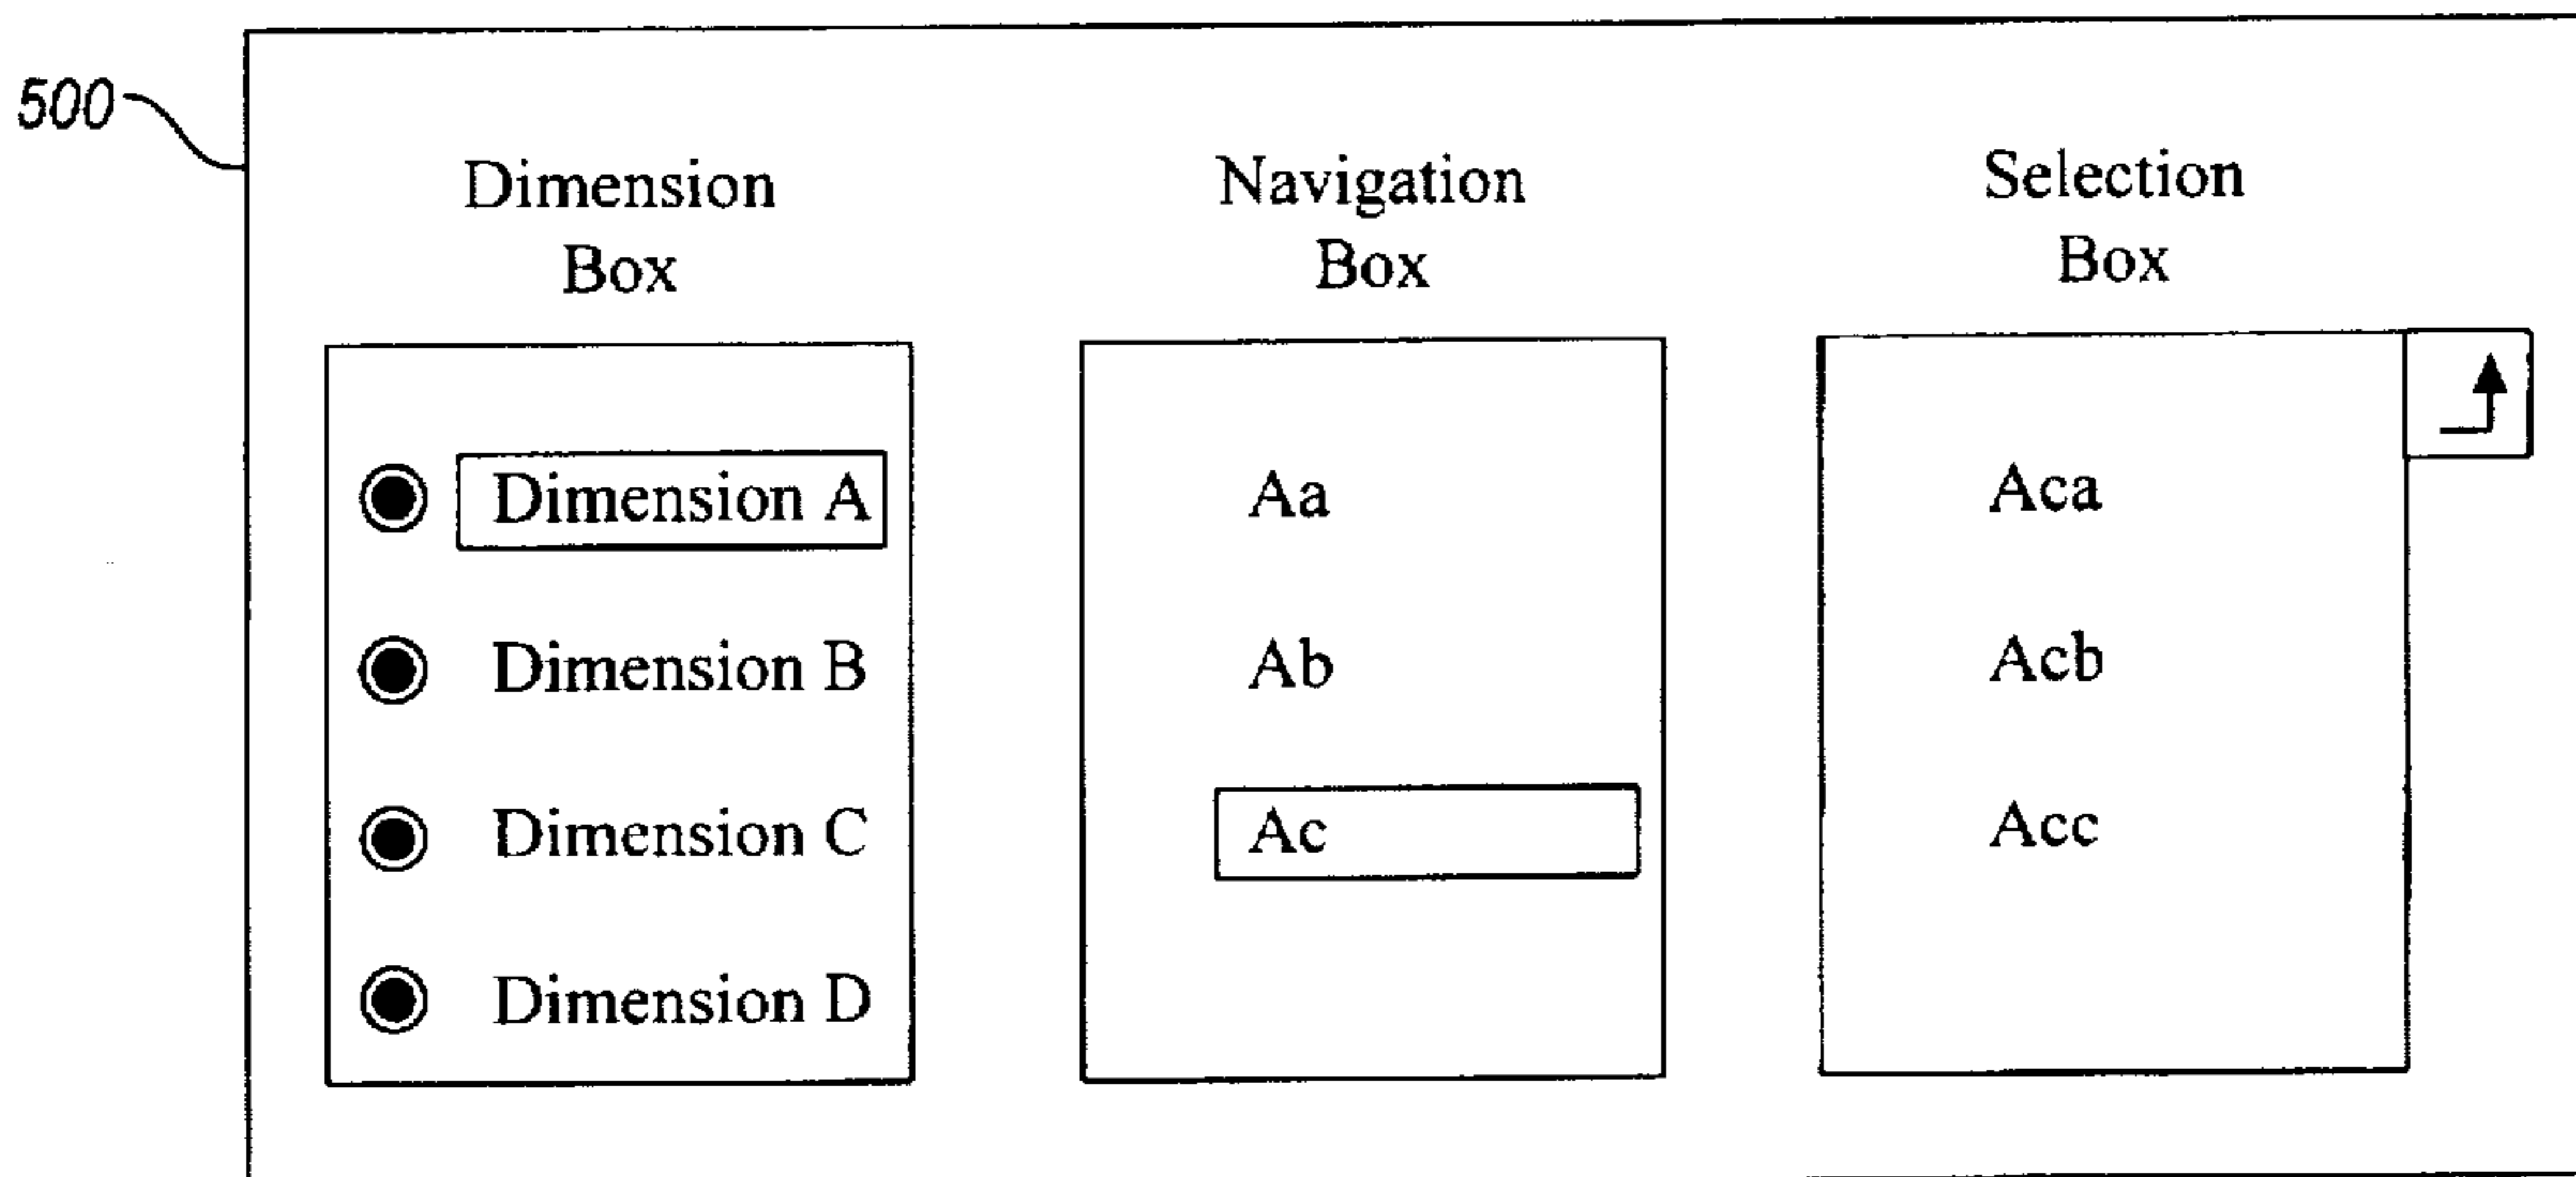 500
Dimension
Box
Navigation
Box
Selection
Box
Dimension A
Dimension B
Dimension C
Dimension D
Aa
Ab
Ac
Aca
Acb
Acc